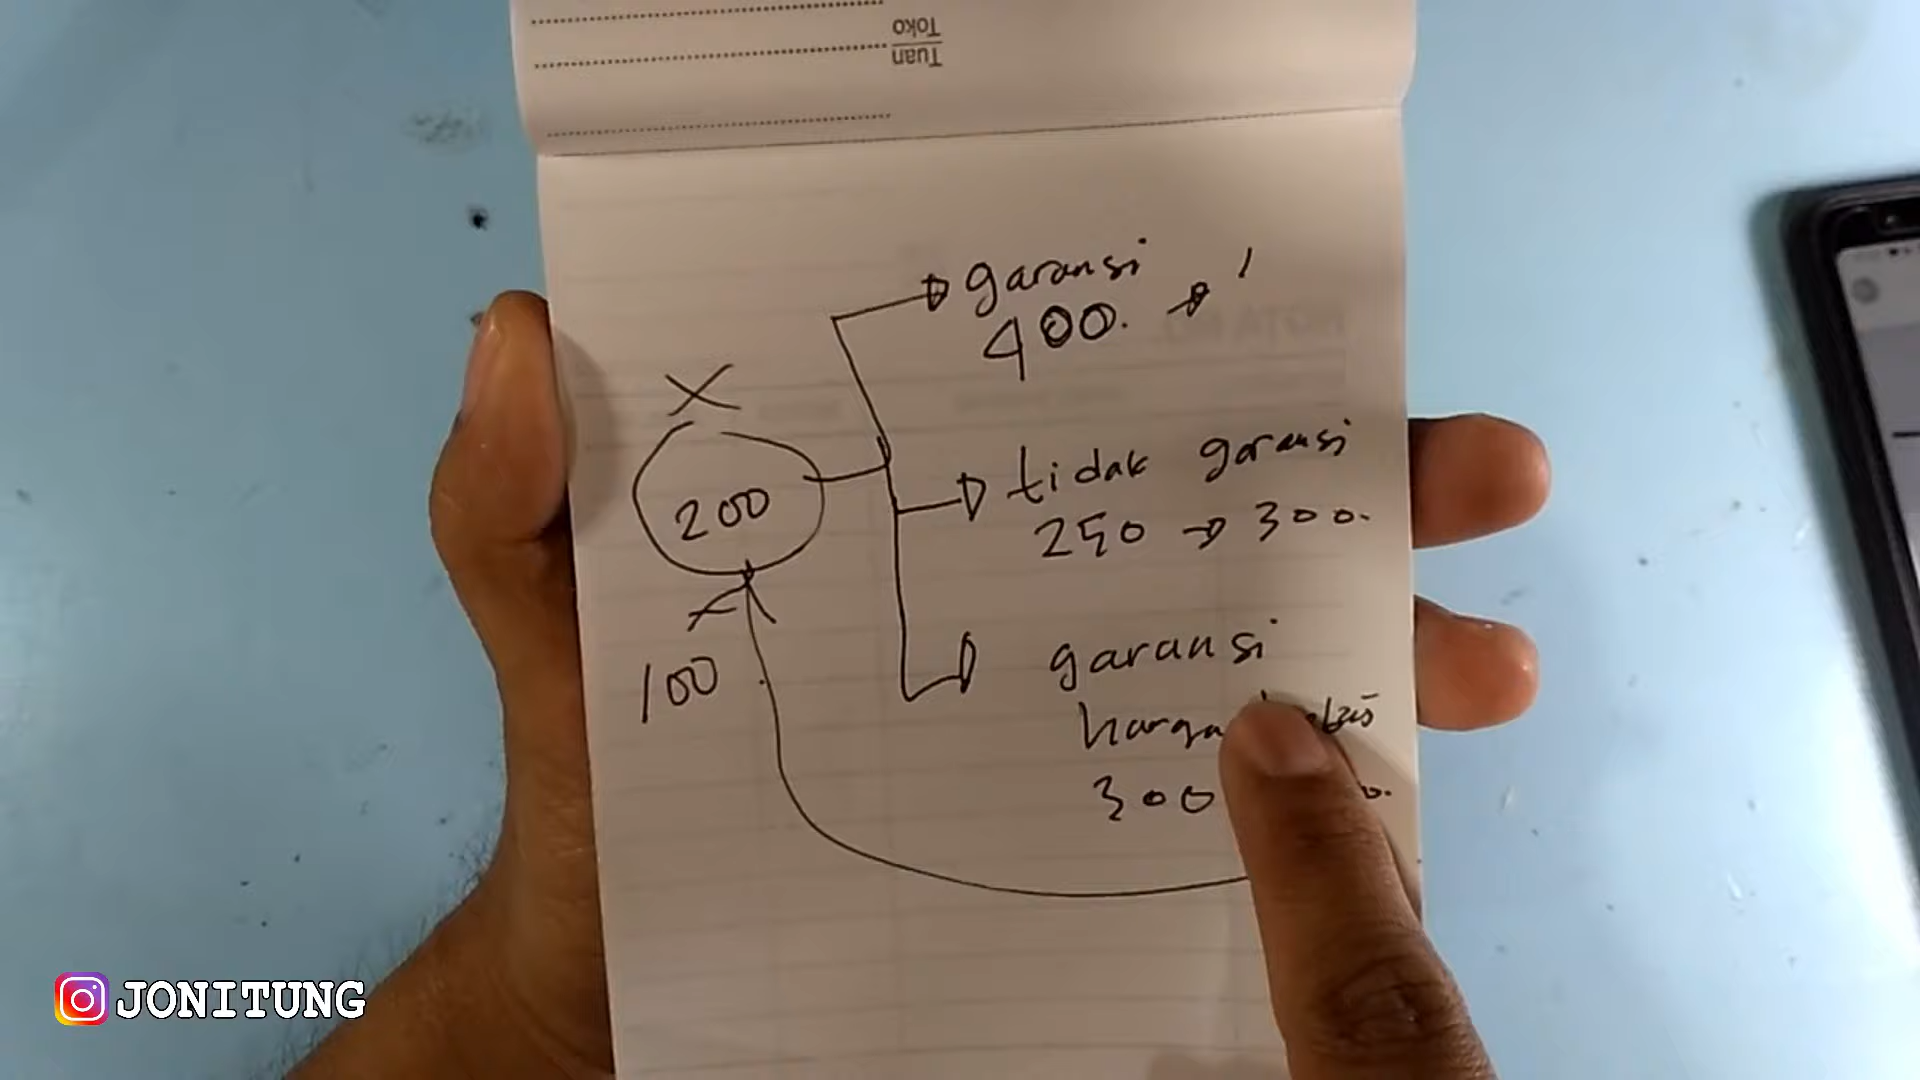 Tuan
Toko
garansi
400. →
X
200
tidak garansi
250 → 300.
100
garansi
harga
300
JONITUNG